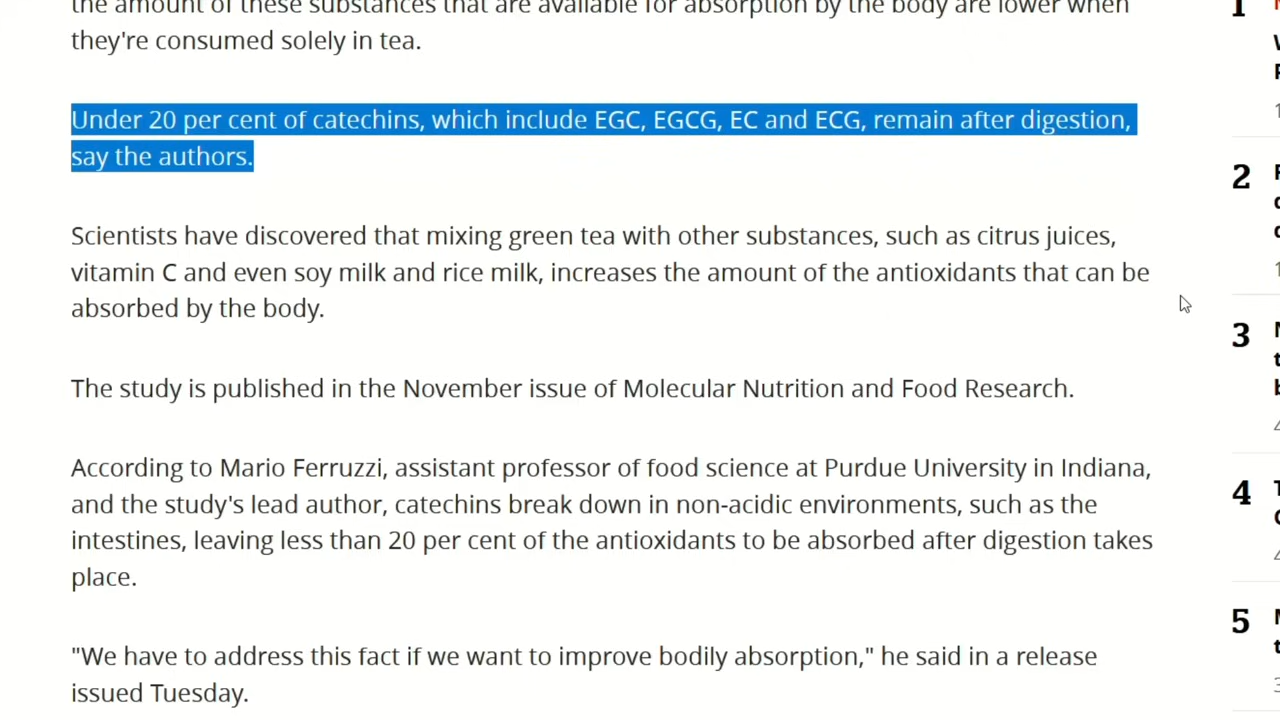 the amount of these substances that are available for absorption by the body are lower when
they're consumed solely in tea.
Under 20 per cent of catechins, which include EGC, EGCG, EC and ECG, remain after digestion,
say the authors.
Scientists have discovered that mixing green tea with other substances, such as citrus juices,
vitamin C and even soy milk and rice milk, increases the amount of the antioxidants that can be
absorbed by the body.
The study is published in the November issue of Molecular Nutrition and Food Research.
According to Mario Ferruzzi, assistant professor of food science at Purdue University in Indiana,
and the study's lead author, catechins break down in non-acidic environments, such as the
intestines, leaving less than 20 per cent of the antioxidants to be absorbed after digestion takes
place.
"We have to address this fact if we want to improve bodily absorption," he said in a release
issued Tuesday.
1
2
3
4
5